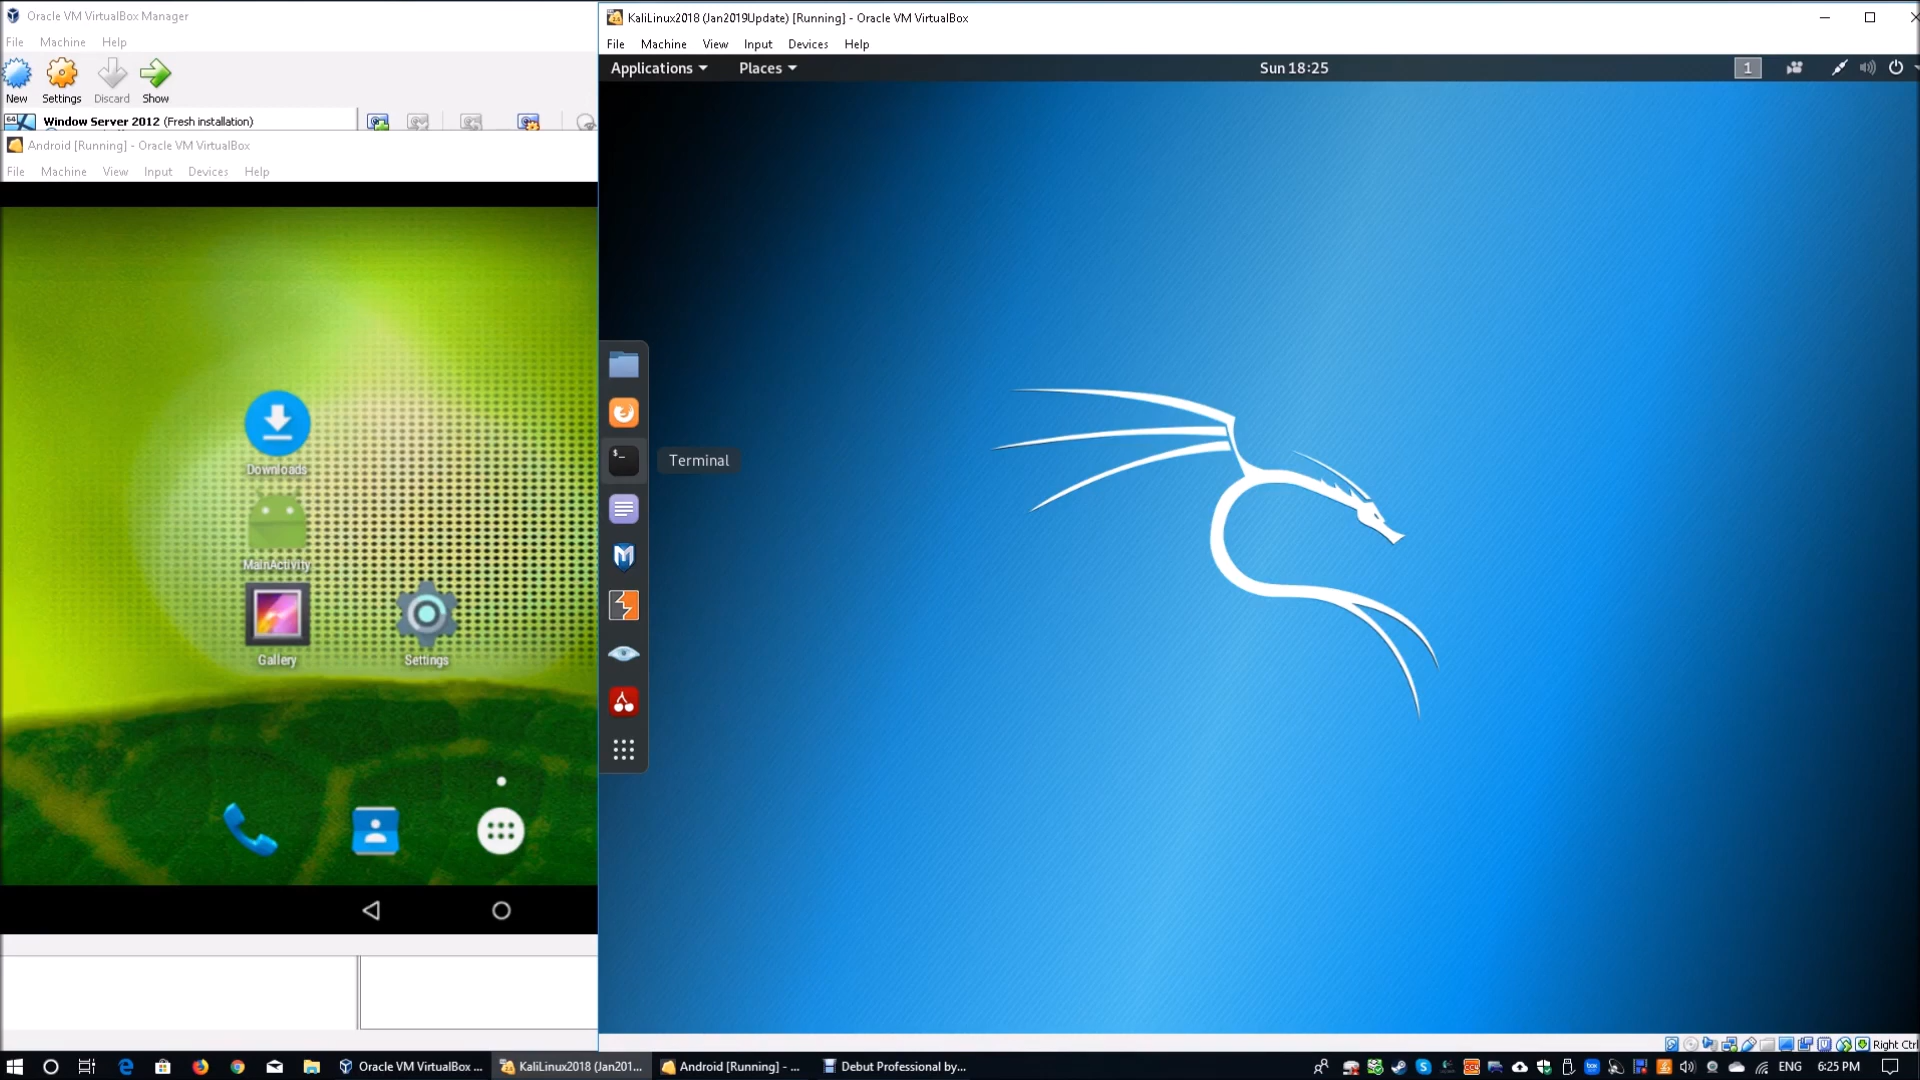 Oracle VM VirtualBox Manager
File Machine Help
New Settings Discard Show
64 Window Server 2012 (Fresh installation)
Android [Running] - Oracle VM VirtualBox
File Machine View Input Devices Help
Downloads
MainActivity
Gallery Settings
KaliLinux2018 (Jan2019Update) [Running] - Oracle VM VirtualBox
File Machine View Input Devices Help
Applications Places Sun 18:25 1
$_
Terminal
Right Ctrl
Oracle VM VirtualBox ... KaliLinux2018 (Jan201... Android [Running] - ... Debut Professional by... ENG 6:25 PM